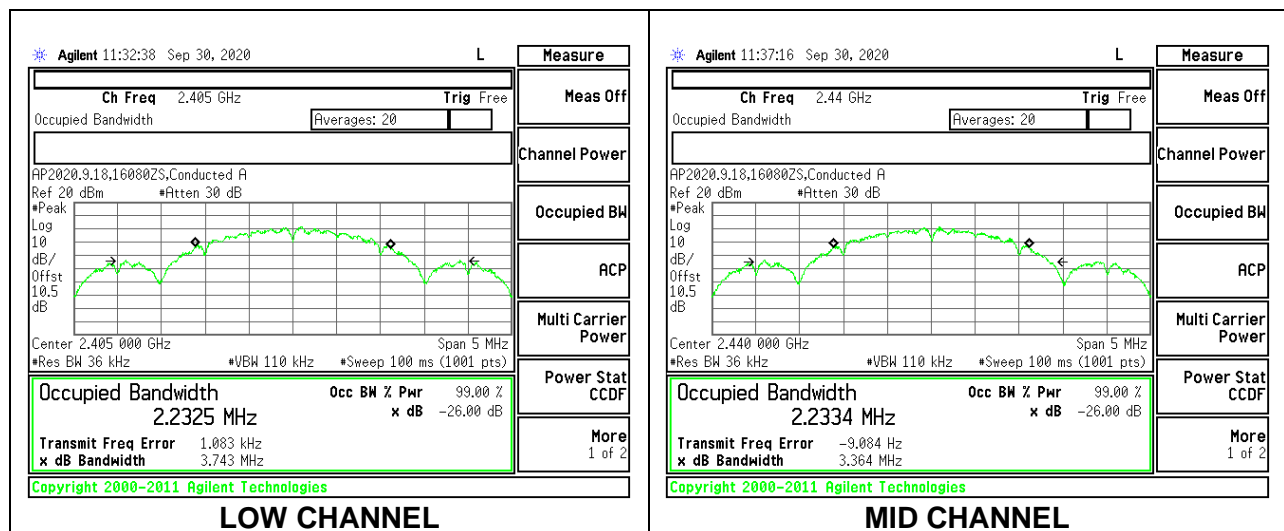 Agilent 11:32:38 Sep 30, 2020 L
Measure
Ch Freq 2.405 GHz Trig Free
Meas Off
Occupied Bandwidth Averages: 20
Channel Power
AP2020.9.18,16080ZS,Conducted A
Ref 20 dBm #Atten 30 dB
#Peak
Log
10
dB/
Offst
10.5
dB
Occupied BW
ACP
Multi Carrier
Power
Center 2.405 000 GHz Span 5 MHz
#Res BW 36 kHz #VBW 110 kHz #Sweep 100 ms (1001 pts)
Power Stat
CCDF
Occupied Bandwidth Occ BW % Pwr 99.00 %
2.2325 MHz x dB -26.00 dB
Transmit Freq Error 1.083 kHz
x dB Bandwidth 3.743 MHz
More
1 of 2
Copyright 2000-2011 Agilent Technologies
LOW CHANNEL
Agilent 11:37:16 Sep 30, 2020 L
Measure
Ch Freq 2.44 GHz Trig Free
Meas Off
Occupied Bandwidth Averages: 20
Channel Power
AP2020.9.18,16080ZS,Conducted A
Ref 20 dBm #Atten 30 dB
#Peak
Log
10
dB/
Offst
10.5
dB
Occupied BW
ACP
Multi Carrier
Power
Center 2.440 000 GHz Span 5 MHz
#Res BW 36 kHz #VBW 110 kHz #Sweep 100 ms (1001 pts)
Power Stat
CCDF
Occupied Bandwidth Occ BW % Pwr 99.00 %
2.2334 MHz x dB -26.00 dB
Transmit Freq Error -9.084 Hz
x dB Bandwidth 3.364 MHz
More
1 of 2
Copyright 2000-2011 Agilent Technologies
MID CHANNEL